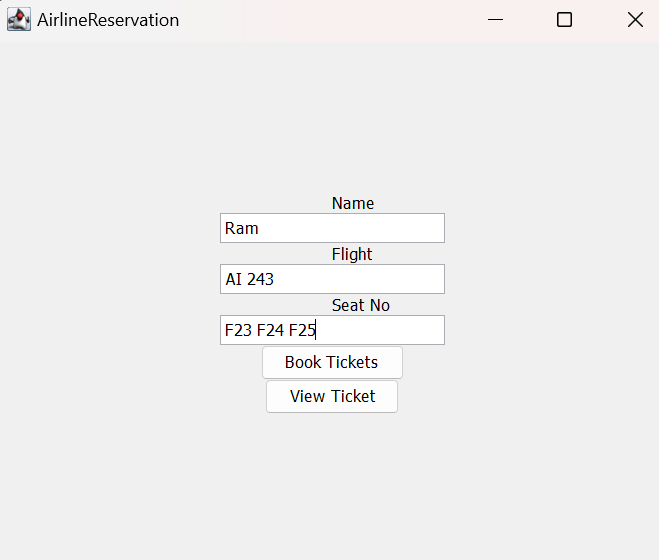 AirlineReservation
Name
Ram
Flight
AI 243
Seat No
F23 F24 F25
Book Tickets
View Ticket